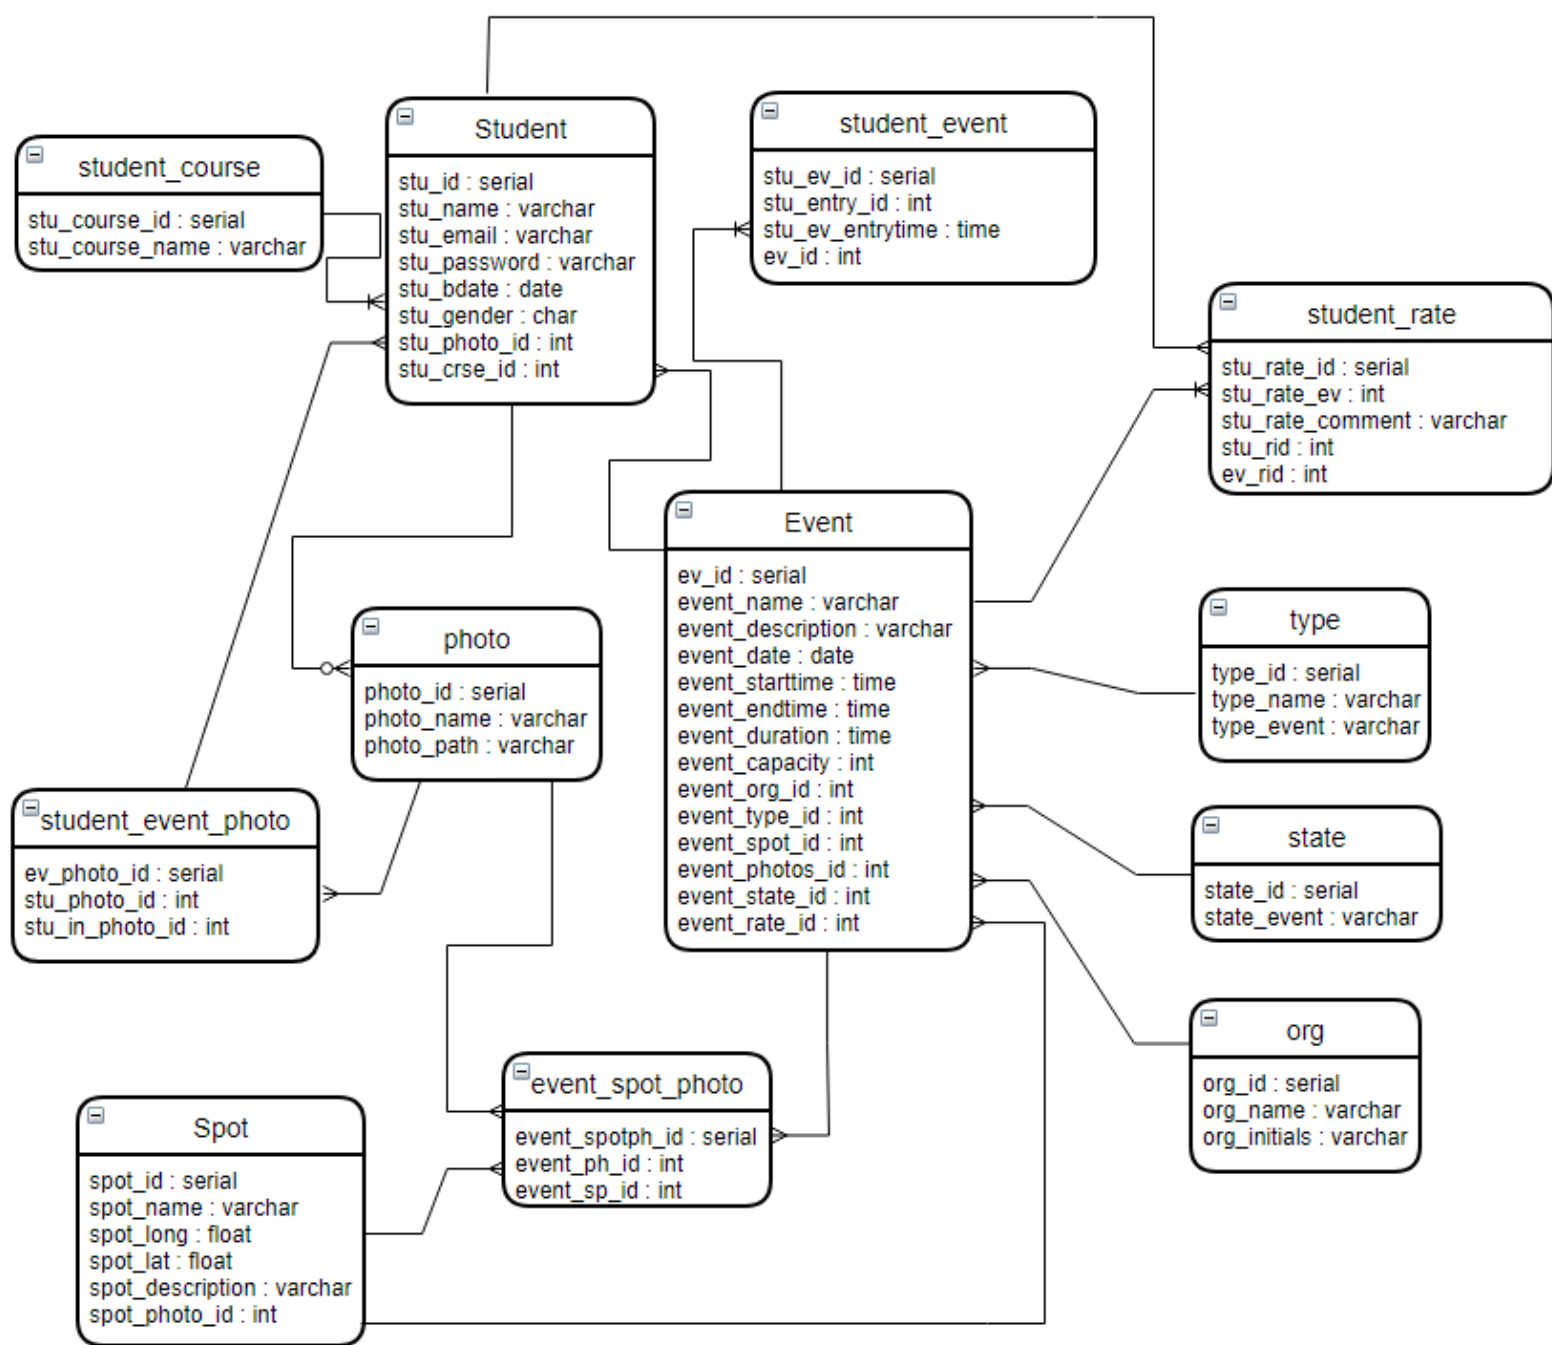 Student
stu_id : serial
stu_name : varchar
stu_email : varchar
stu_password : varchar
stu_bdate : date
stu_gender : char
stu_photo_id : int
stu_crse_id : int
student_event
stu_ev_id : serial
stu_entry_id : int
stu_ev_entrytime : time
ev_id : int
student_course
stu_course_id : serial
stu_course_name : varchar
student_rate
stu_rate_id : serial
stu_rate_ev : int
stu_rate_comment : varchar
stu_rid : int
ev_rid : int
Event
ev_id : serial
event_name : varchar
event_description : varchar
event_date : date
event_starttime : time
event_endtime : time
event_duration : time
event_capacity : int
event_org_id : int
event_type_id : int
event_spot_id : int
event_photos_id : int
event_state_id : int
event_rate_id : int
type
type_id : serial
type_name : varchar
type_event : varchar
photo
photo_id : serial
photo_name : varchar
photo_path : varchar
student_event_photo
ev_photo_id : serial
stu_photo_id : int
stu_in_photo_id : int
state
state_id : serial
state_event : varchar
org
org_id : serial
org_name : varchar
org_initials : varchar
event_spot_photo
event_spotph_id : serial
event_ph_id : int
event_sp_id : int
Spot
spot_id : serial
spot_name : varchar
spot_long : float
spot_lat : float
spot_description : varchar
spot_photo_id : int